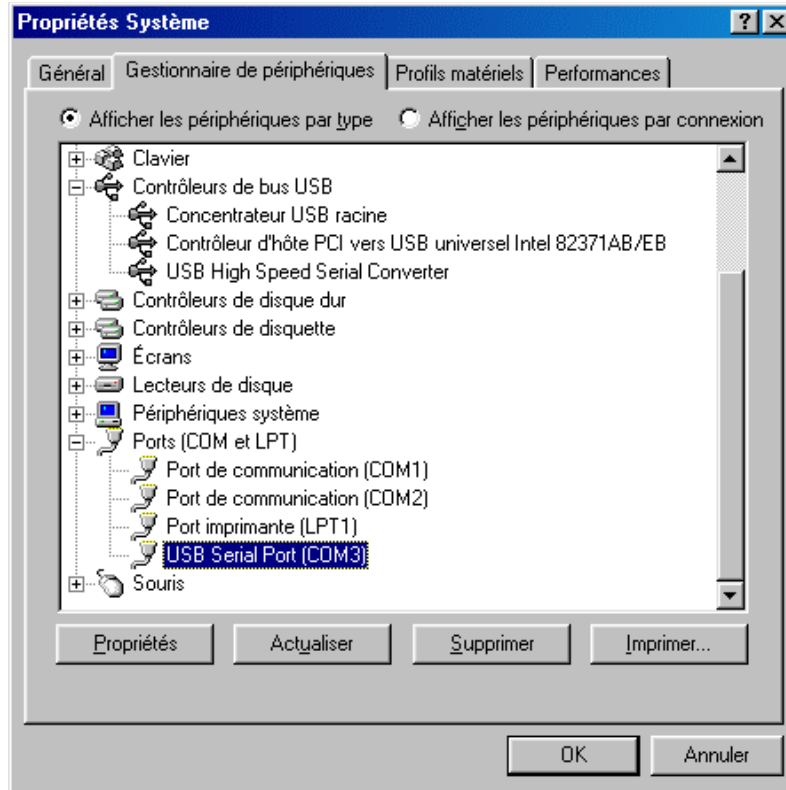 Propriétés Système
Général Gestionnaire de périphériques Profils matériels Performances
Afficher les périphériques par type Afficher les périphériques par connexion
Clavier
Contrôleurs de bus USB
Concentrateur USB racine
Contrôleur d'hôte PCI vers USB universel Intel 82371AB/EB
USB High Speed Serial Converter
Contrôleurs de disque dur
Contrôleurs de disquette
Écrans
Lecteurs de disque
Périphériques système
Ports (COM et LPT)
Port de communication (COM1)
Port de communication (COM2)
Port imprimante (LPT1)
USB Serial Port (COM3)
Souris
Propriétés Actualiser Supprimer Imprimer...
OK Annuler